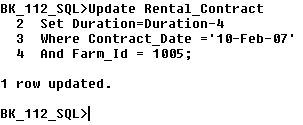 BK_112_SQL>Update Rental_Contract
2 Set Duration=Duration-4
3 Where Contract_Date ='10-Feb-07'
4 And Farm_Id = 1005;
1 row updated.
BK_112_SQL>